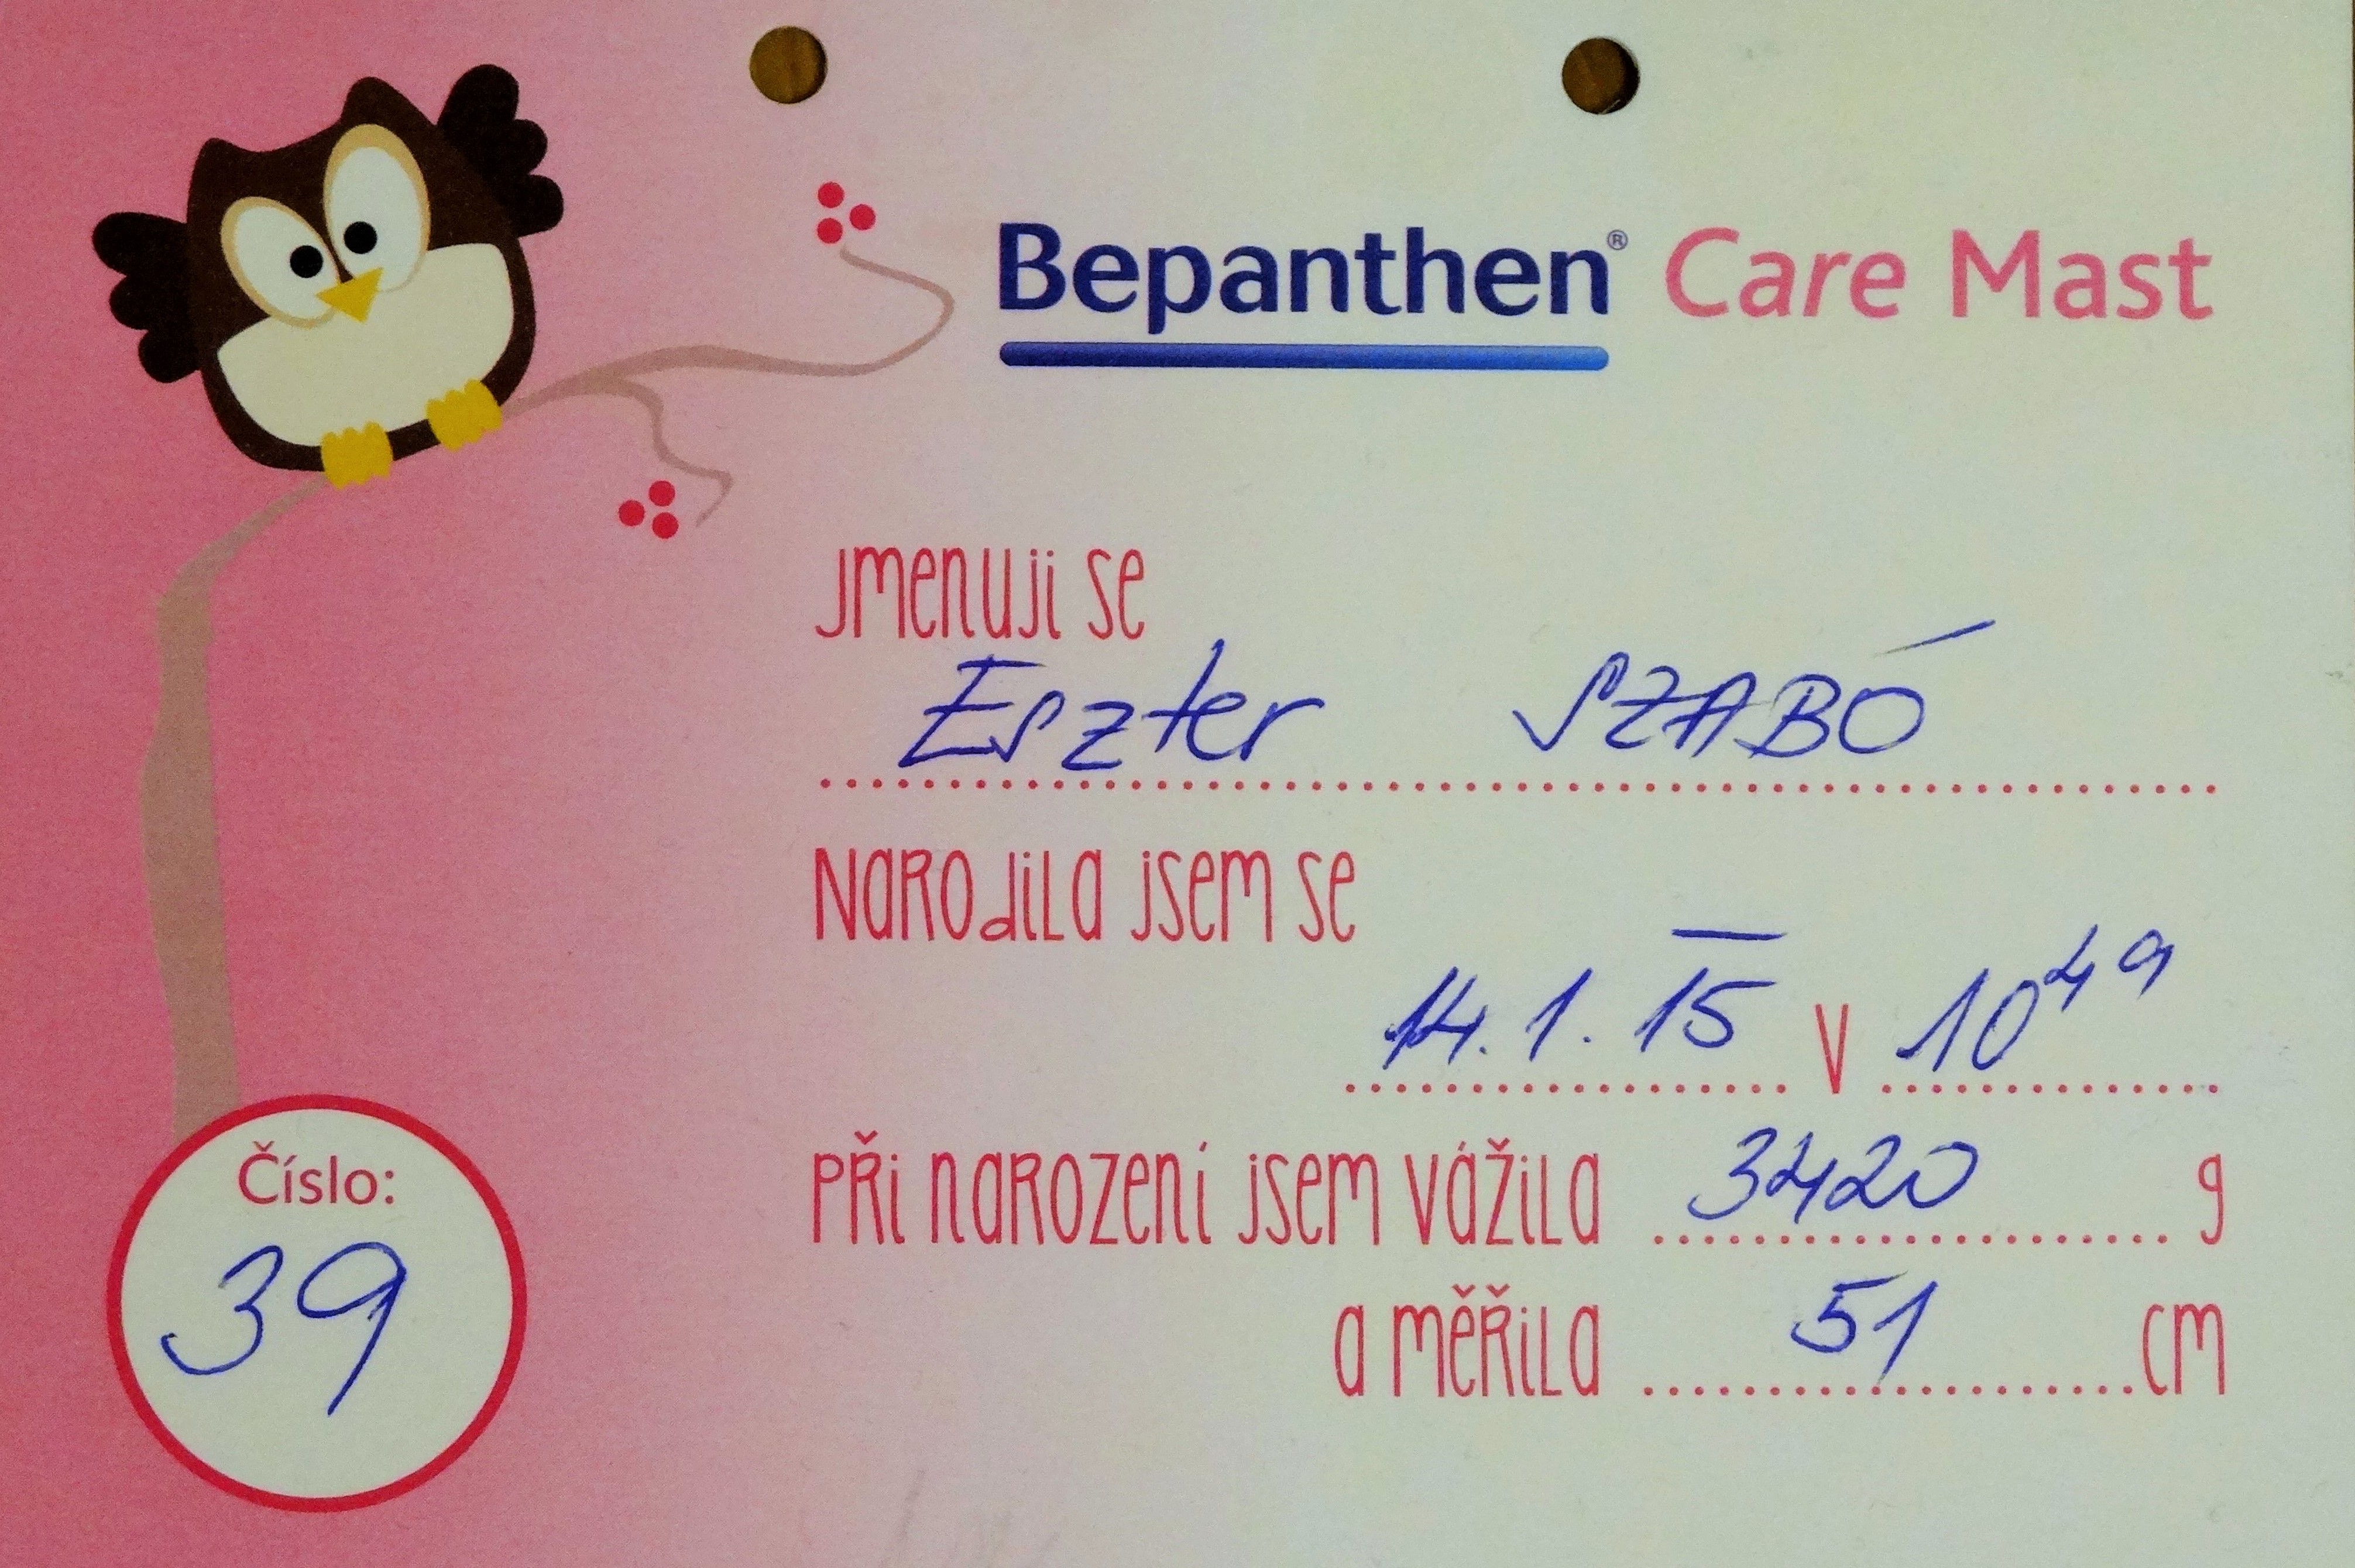 Bepanthen® Care Mast
Jmenuji se
Eszter SZABÓ
Narodila jsem se
14.1.15 v 10⁴⁹
Při narození jsem vážila 3420 g
a měřila 51 cm
Číslo:
39